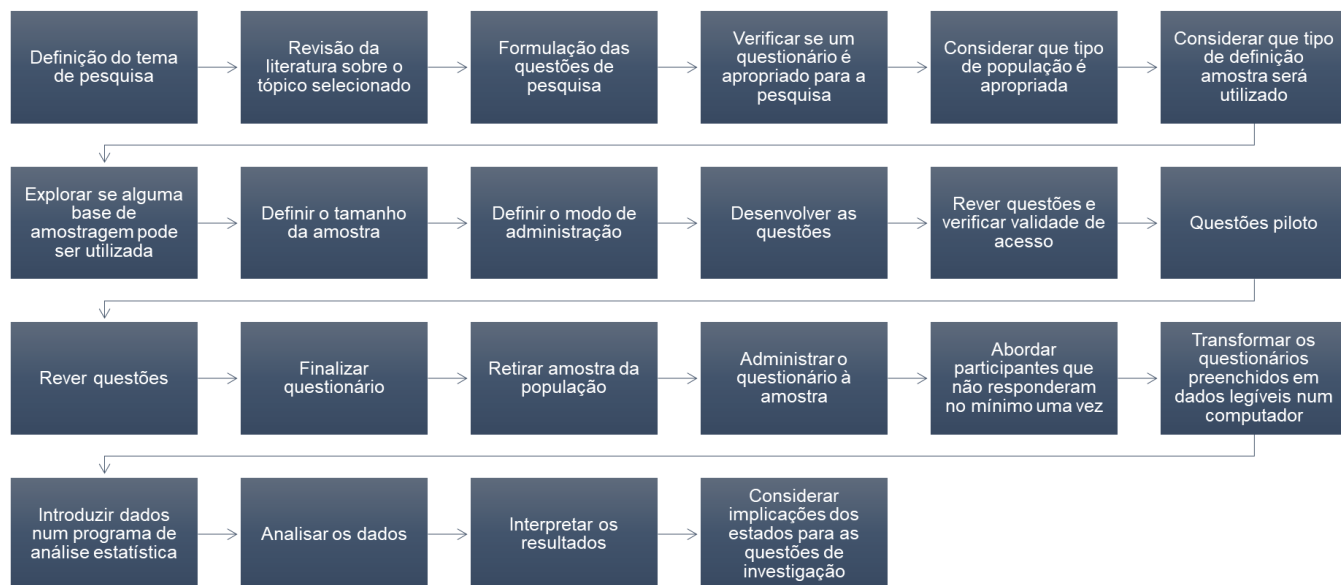 Definição do tema
de pesquisa
Revisão da
literatura sobre o
tópico selecionado
Formulação das
questões de
pesquisa
Verificar se um
questionário é
apropriado para a
pesquisa
Considerar que tipo
de população é
apropriada
Considerar que tipo
de definição
amostra será
utilizado
Explorar se alguma
base de
amostragem pode
ser utilizada
Definir o tamanho
da amostra
Definir o modo de
administração
Desenvolver as
questões
Rever questões e
verificar validade de
acesso
Questões piloto
Rever questões
Finalizar
questionário
Retirar amostra da
população
Administrar o
questionário à
amostra
Abordar
participantes que
não responderam
no mínimo uma vez
Transformar os
questionários
preenchidos em
dados legíveis num
computador
Introduzir dados
num programa de
análise estatística
Analisar os dados
Interpretar os
resultados
Considerar
implicações dos
estados para as
questões de
investigação